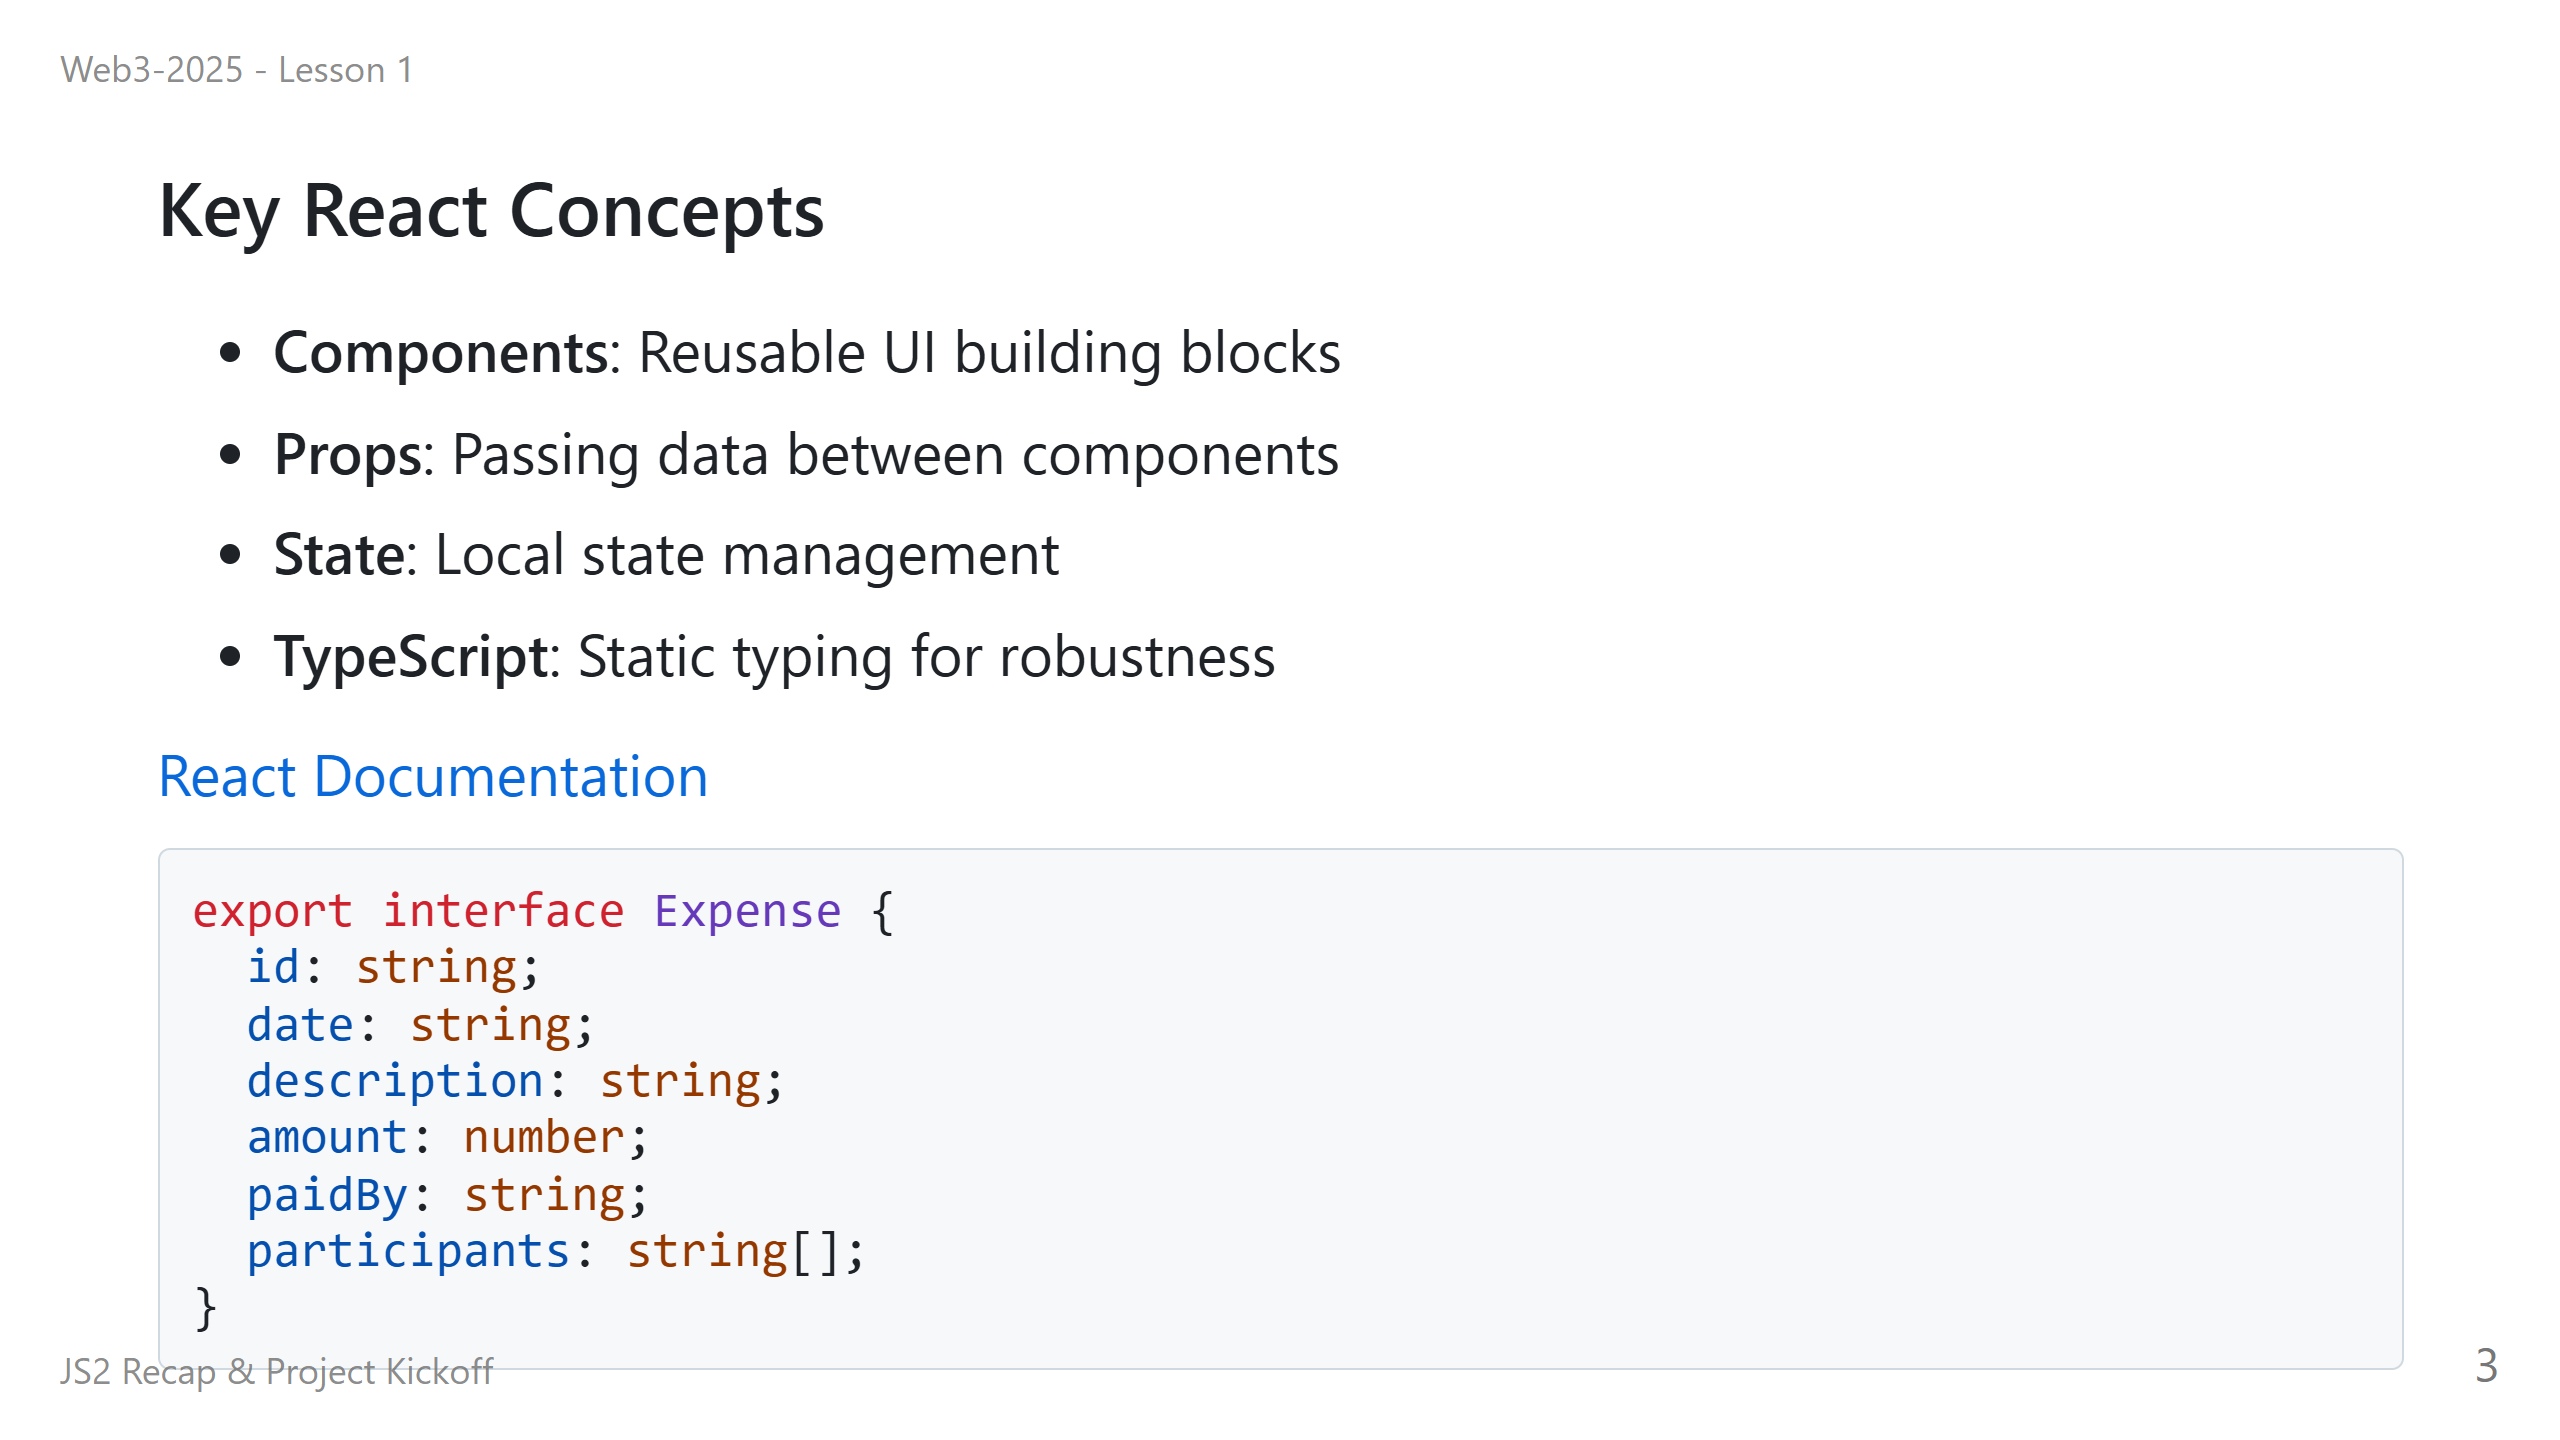 Web3-2025 - Lesson 1
Key React Concepts
• Components: Reusable UI building blocks
• Props: Passing data between components
• State: Local state management
• TypeScript: Static typing for robustness
React Documentation
export interface Expense {
  id: string;
  date: string;
  description: string;
  amount: number;
  paidBy: string;
  participants: string[];
}
JS2 Recap & Project Kickoff
3